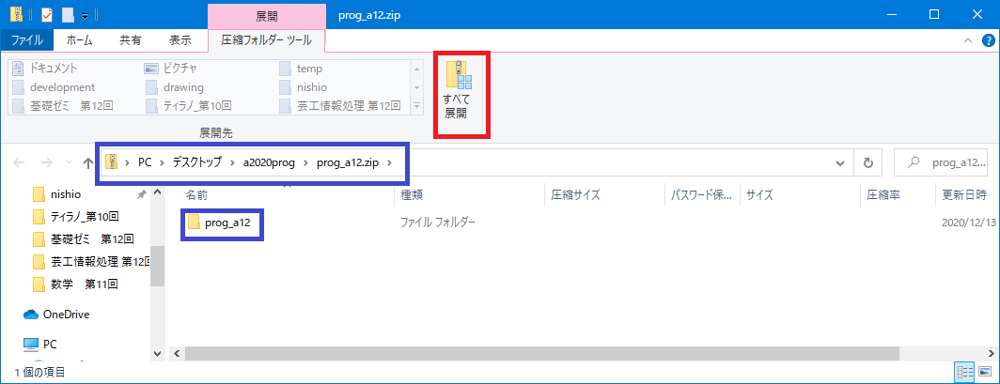 展開
prog_a12.zip
ファイル
ホーム
共有
表示
圧縮フォルダー ツール
ドキュメント
ピクチャ
temp
development
drawing
nishio
基礎ゼミ　第12回
ティラノ_第10回
芸工情報処理 第12回
すべて
展開
展開先
PC
デスクトップ
a2020prog
prog_a12.zip
prog_a12...
名前
種類
圧縮サイズ
パスワード保...
サイズ
圧縮率
更新日時
nishio
ティラノ_第10回
基礎ゼミ　第12回
芸工情報処理 第12回
数学　第11回
OneDrive
PC
prog_a12
ファイル フォルダー
2020/12/13
1 個の項目